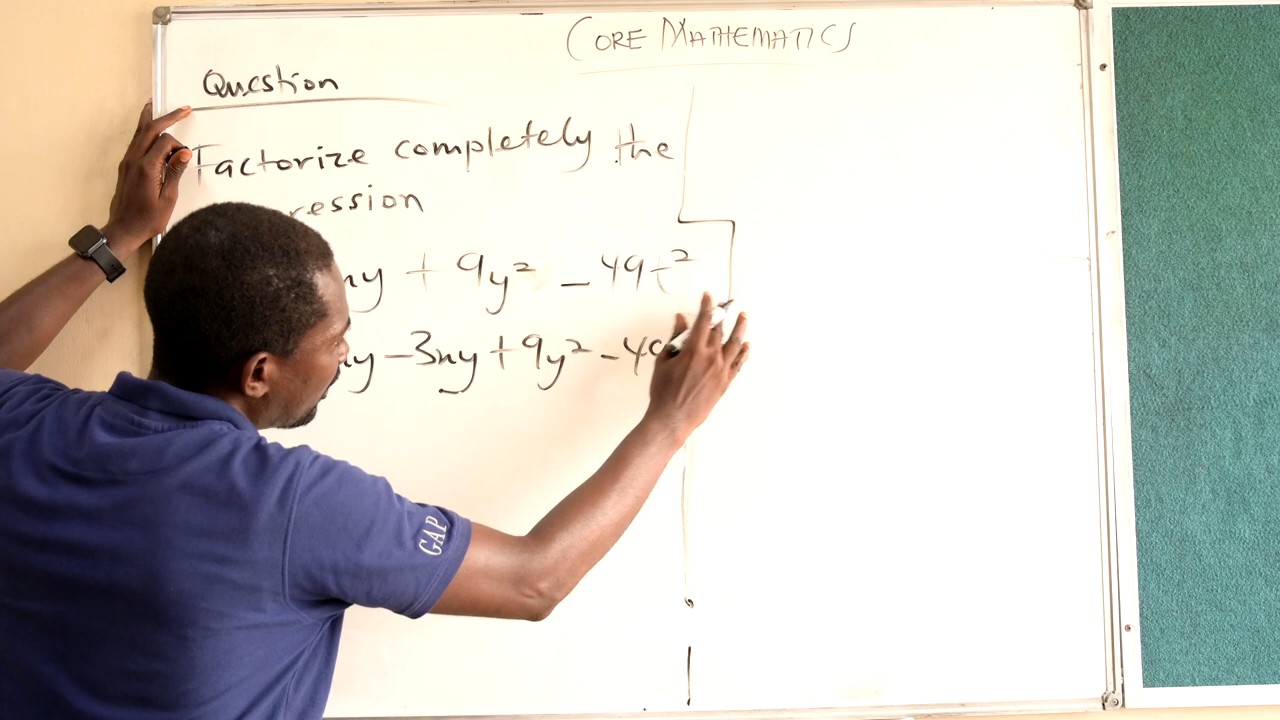 CORE MATHEMATICS
Question
Factorize completely the
ression
ny + 9y² - 49t²
ny - 3ny + 9y² - 49
GAP